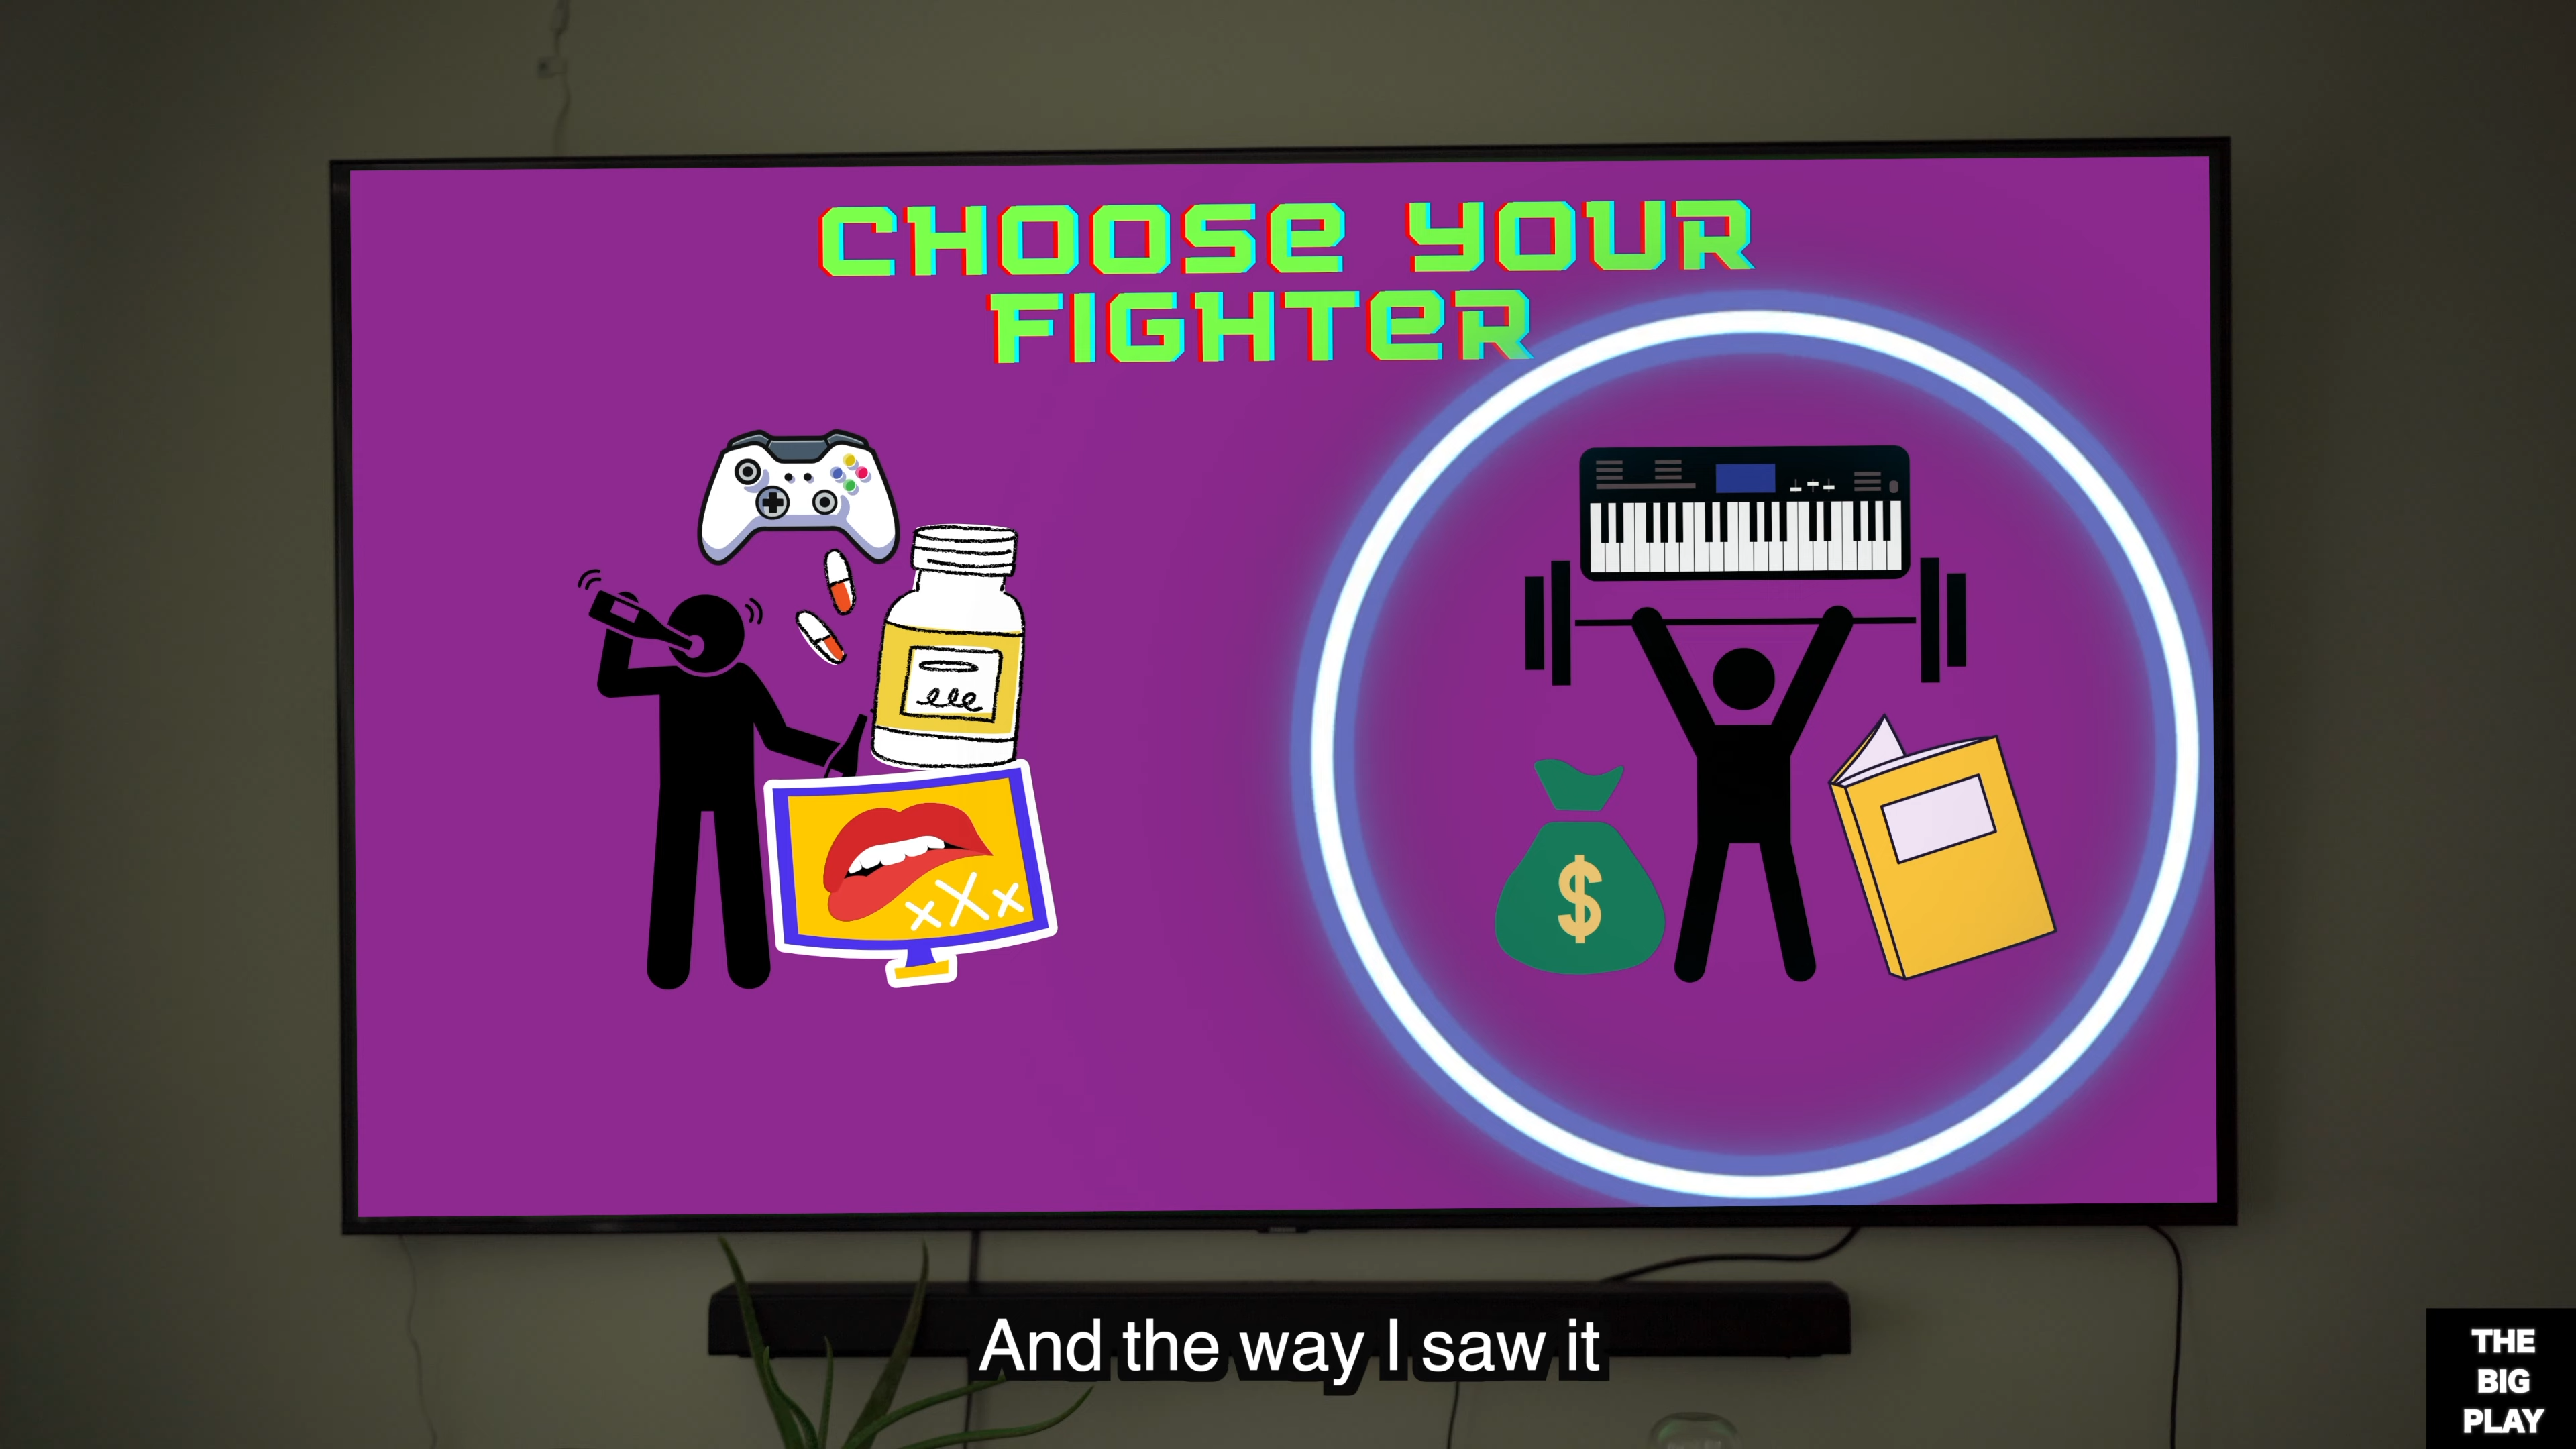 CHOOSE YOUR
FIGHTER
xXx
$
And the way I saw it
THE
BIG
PLAY